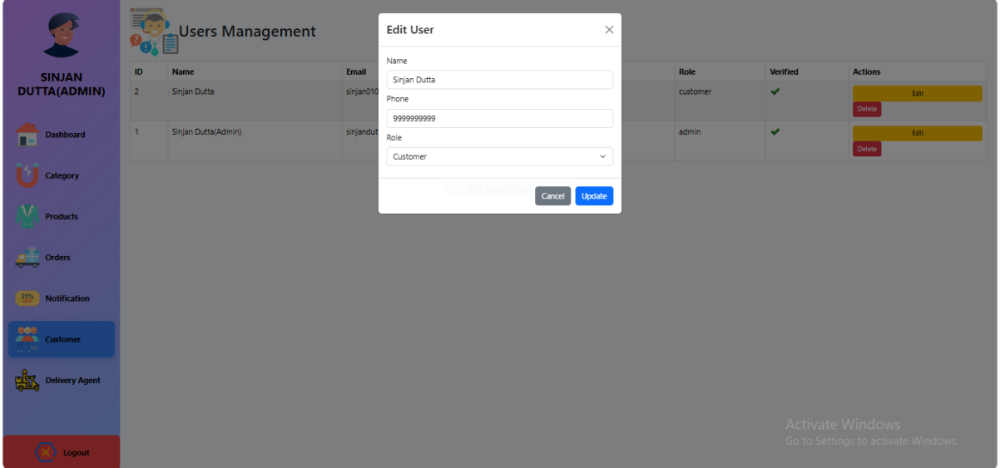 SINJAN
DUTTA(ADMIN)
Dashboard
Category
Products
Orders
25%
Notification
Customer
Delivery Agent
Logout
Users Management
ID Name Email Role Verified Actions
2 Sinjan Dutta sinjan010 customer Edit
Delete
1 Sinjan Dutta(Admin) sinjandut admin Edit
Delete
Edit User
Name
Sinjan Dutta
Phone
9999999999
Role
Customer
Cancel Update
Activate Windows
Go to Settings to activate Windows.